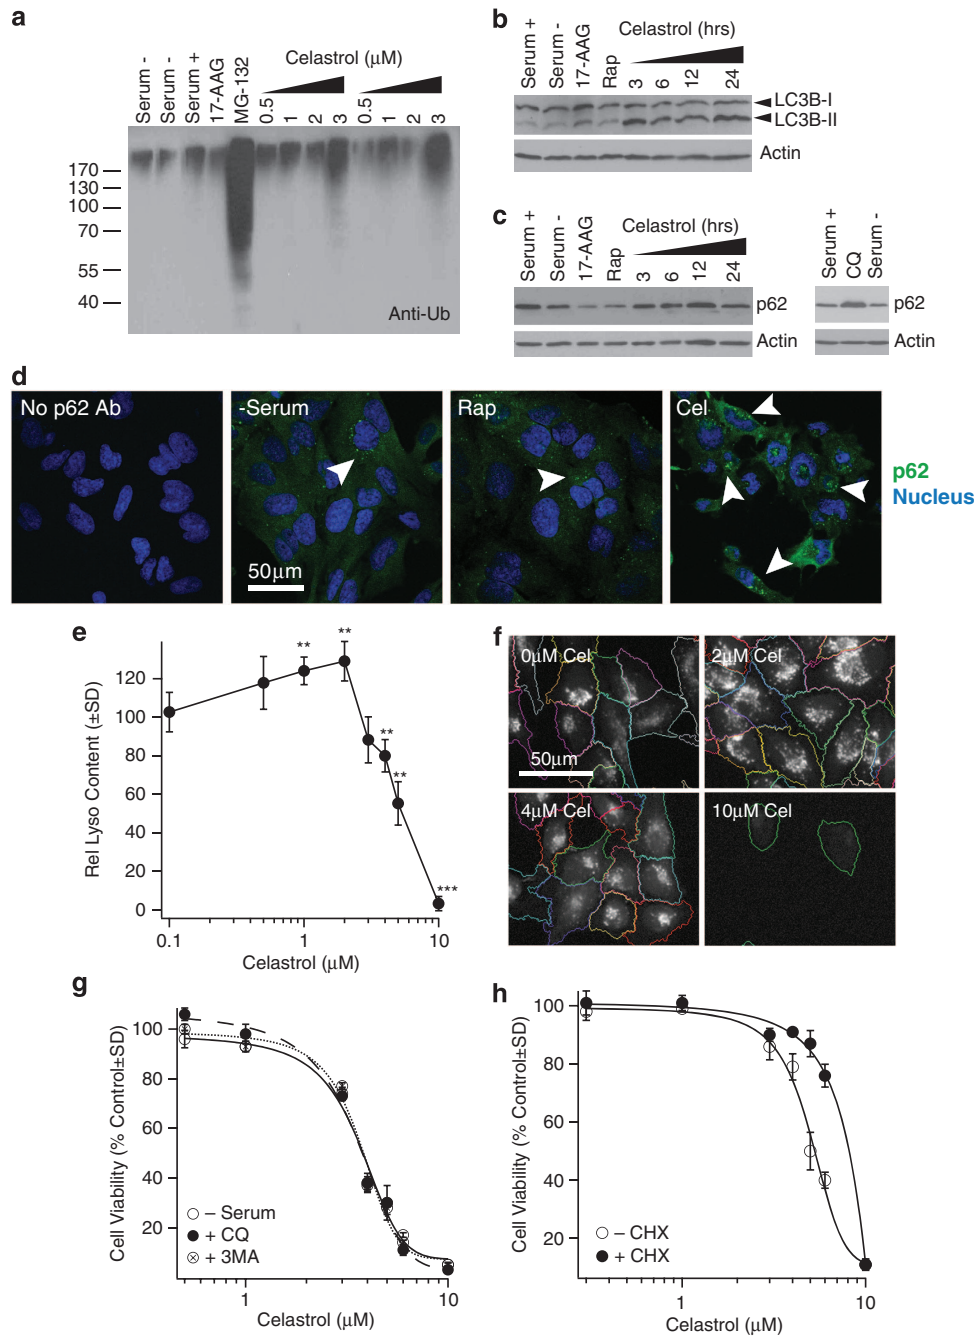 a
Serum -
Serum -
Serum +
17-AAG
MG-132
Celastrol (μM)
0.5
1
2
3
0.5
1
2
3
170
130
100
70
55
40
Anti-Ub
b
Serum +
Serum -
17-AAG
Rap
Celastrol (hrs)
3
6
12
24
LC3B-I
LC3B-II
Actin
c
Serum +
Serum -
17-AAG
Rap
Celastrol (hrs)
3
6
12
24
p62
Actin
Serum +
CQ
Serum -
p62
Actin
d
No p62 Ab
-Serum
50μm
Rap
Cel
p62
Nucleus
e
Rel Lyso Content (±SD)
120
100
80
60
40
20
0
**
**
**
**
***
0.1
1
10
Celastrol (μM)
f
0μM Cel
50μm
2μM Cel
4μM Cel
10μM Cel
g
Cell Viability (% Control±SD)
100
80
60
40
20
– Serum
+ CQ
+ 3MA
1
10
Celastrol (μM)
h
Cell Viability (% Control±SD)
100
80
60
40
20
– CHX
+ CHX
1
10
Celastrol (μM)